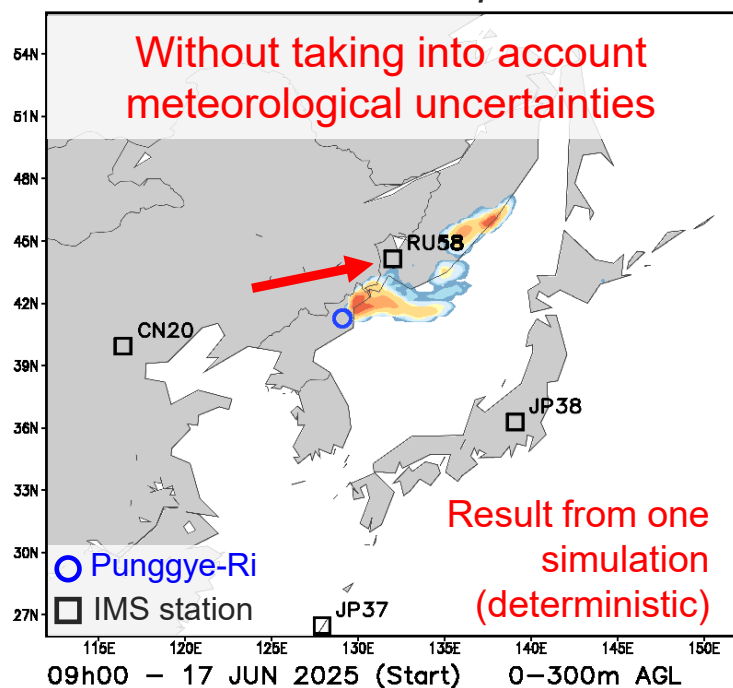 Without taking into account
meteorological uncertainties
54N
51N
48N
45N
42N
39N
36N
33N
30N
27N
RU58
CN20
JP38
JP37
Result from one
simulation
(deterministic)
Punggye-Ri
IMS station
115E 120E 125E 130E 135E 140E 145E 150E
09h00 – 17 JUN 2025 (Start) 0-300m AGL